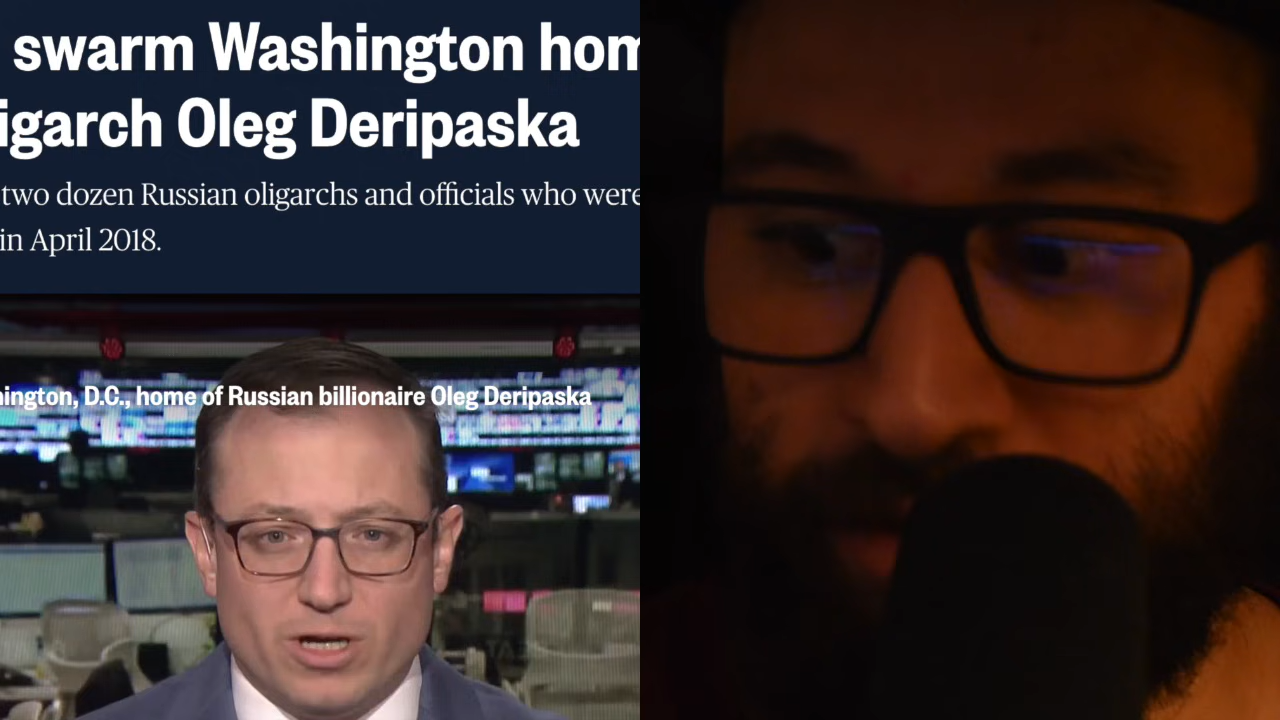 swarm Washington hom
igarch Oleg Deripaska
two dozen Russian oligarchs and officials who were
in April 2018.
ington, D.C., home of Russian billionaire Oleg Deripaska